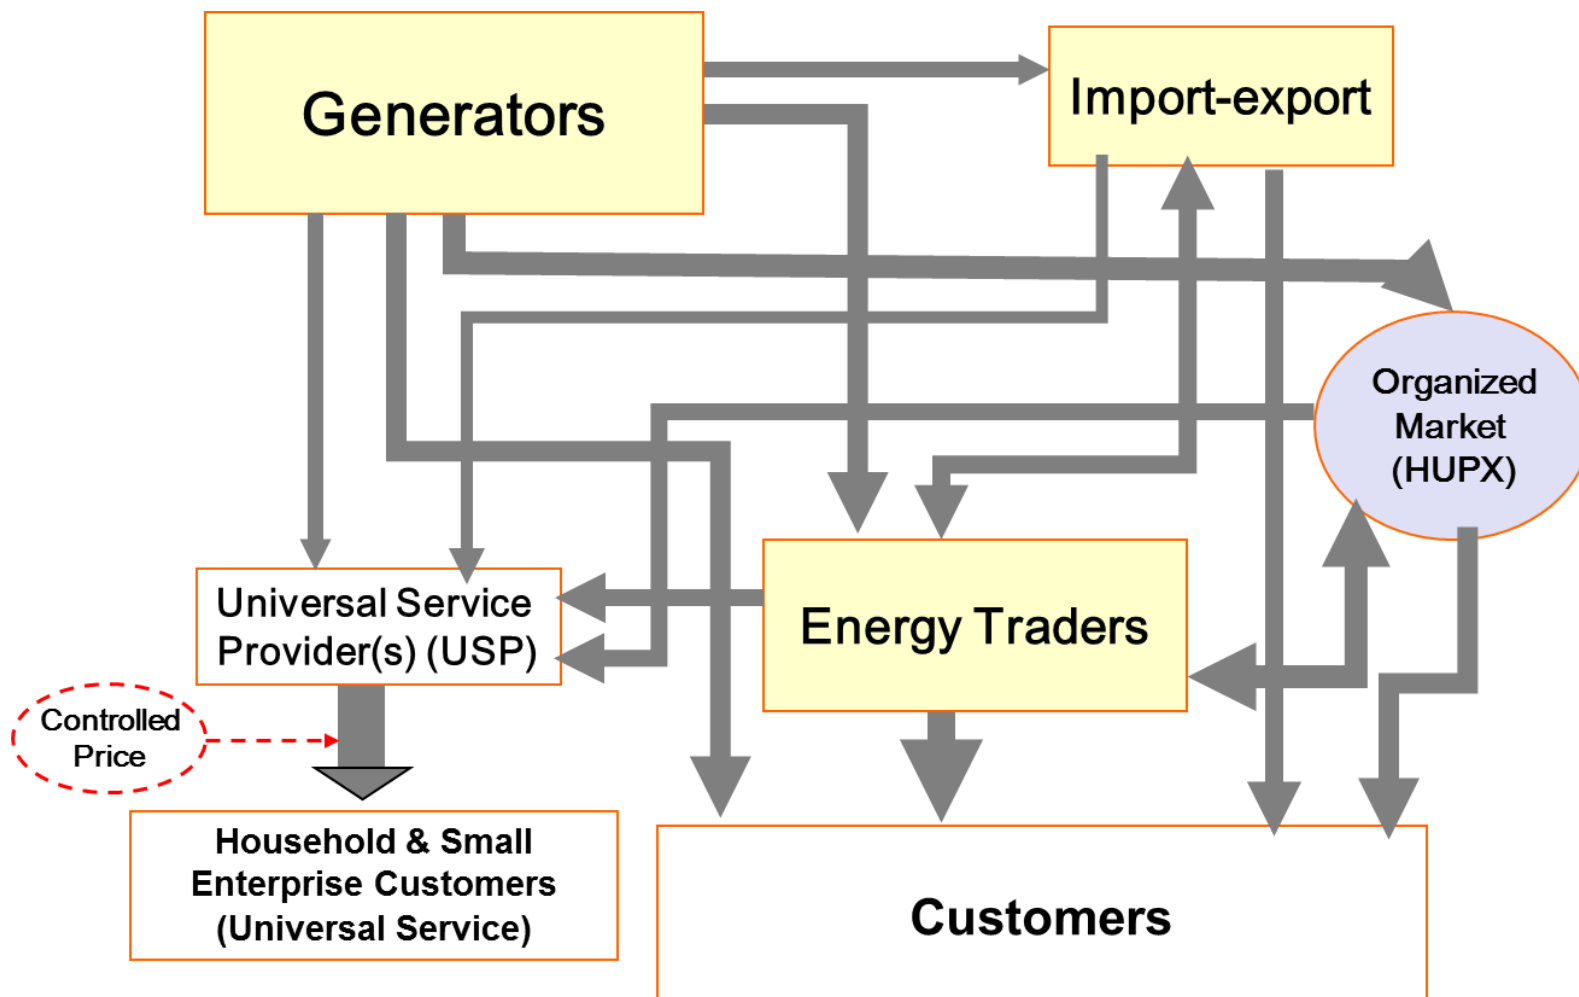 Generators
Import-export
Organized
Market
(HUPX)
Universal Service
Provider(s) (USP)
Energy Traders
Controlled
Price
Household & Small
Enterprise Customers
(Universal Service)
Customers